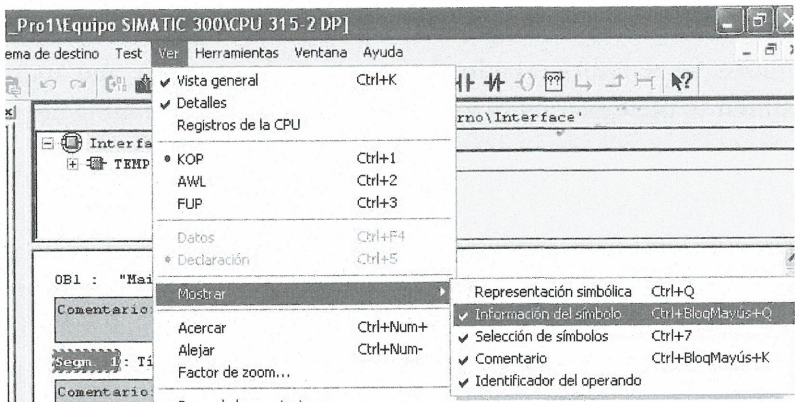 _Pro1\Equipo SIMATIC 300\CPU 315-2 DP]
ema de destino Test Ver Herramientas Ventana Ayuda
✔ Vista general Ctrl+K
✔ Detalles
Registros de la CPU
rno\Interface'
Interfa
TEMP
• KOP Ctrl+1
AWL Ctrl+2
FUP Ctrl+3
Datos Ctrl+F4
• Declaración Ctrl+5
OB1 : "Mai
Mostrar
Representación simbólica Ctrl+Q
Comentario:
✔ Información del símbolo Ctrl+BloqMayús+Q
Acercar Ctrl+Num+
✔ Selección de símbolos Ctrl+7
Alejar Ctrl+Num-
✔ Comentario Ctrl+BloqMayús+K
Segm. 1 : Tí
Factor de zoom...
✔ Identificador del operando
Comentario: